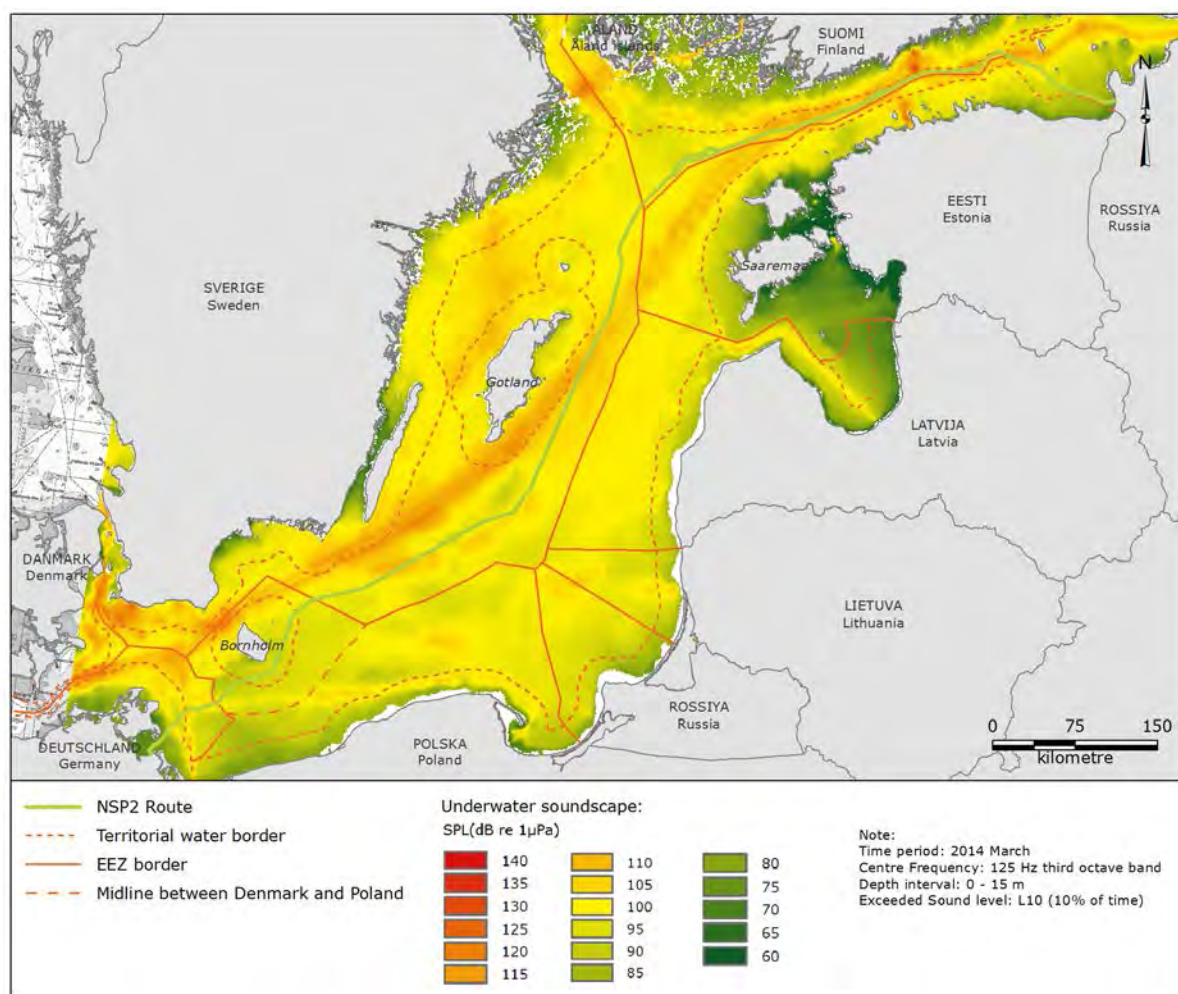 ÅLAND
Åland Islands
SUOMI
Finland
N
EESTI
Estonia
ROSSIYA
Russia
Saaremaa
SVERIGE
Sweden
Gotland
LATVIJA
Latvia
DANMARK
Denmark
LIETUVA
Lithuania
Bornholm
ROSSIYA
Russia
DEUTSCHLAND
Germany
POLSKA
Poland
0 75 150
kilometre
NSP2 Route
Territorial water border
EEZ border
Midline between Denmark and Poland
Underwater soundscape:
SPL(dB re 1µPa)
140
135
130
125
120
115
110
105
100
95
90
85
80
75
70
65
60
Note:
Time period: 2014 March
Centre Frequency: 125 Hz third octave band
Depth interval: 0 - 15 m
Exceeded Sound level: L10 (10% of time)